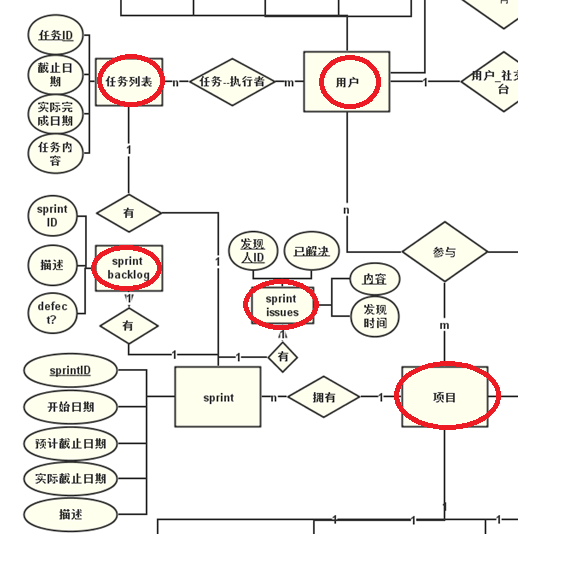 任务ID
截止日
期
实际完
成日期
任务内
容
任务列表
n
任务--执行者
m
用户
1
用户_社交
台
1
有
1
n
sprint
ID
描述
defec
t?
sprint
backlog
有
1
发现
人ID
已解决
sprint
issues
内容
发现
时间
有
1
参与
m
sprintID
开始日期
预计截止日期
实际截止日期
描述
sprint
n
拥有
1
项目
1
1
1
1